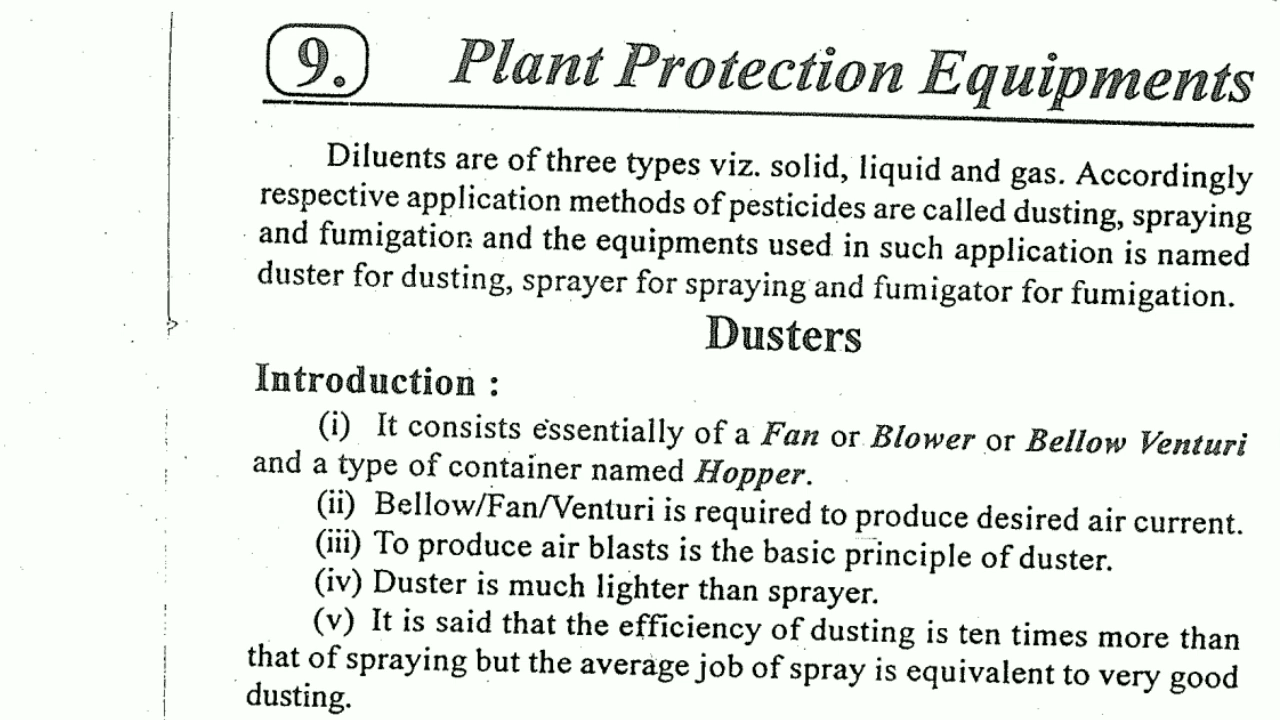 9. Plant Protection Equipments
Diluents are of three types viz. solid, liquid and gas. Accordingly
respective application methods of pesticides are called dusting, spraying
and fumigation and the equipments used in such application is named
duster for dusting, sprayer for spraying and fumigator for fumigation.
Dusters
Introduction :
(i) It consists essentially of a Fan or Blower or Bellow Venturi
and a type of container named Hopper.
(ii) Bellow/Fan/Venturi is required to produce desired air current.
(iii) To produce air blasts is the basic principle of duster.
(iv) Duster is much lighter than sprayer.
(v) It is said that the efficiency of dusting is ten times more than
that of spraying but the average job of spray is equivalent to very good
dusting.